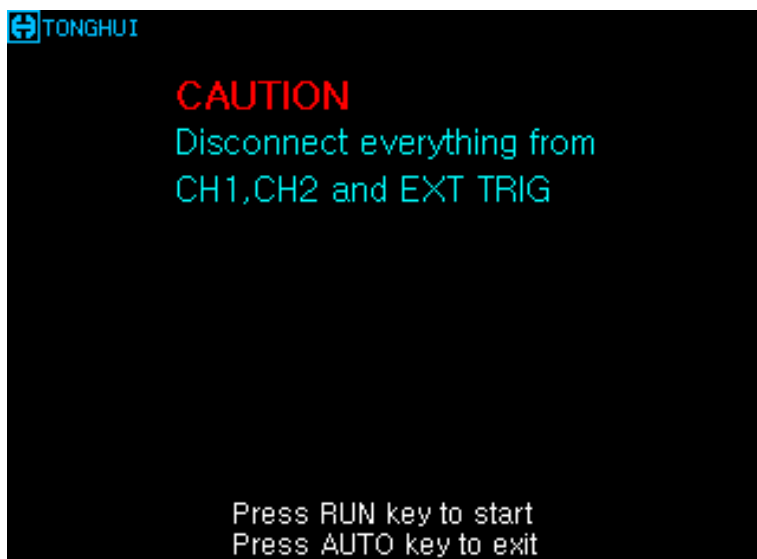 TONGHUI
CAUTION
Disconnect everything from
CH1,CH2 and EXT TRIG
Press RUN key to start
Press AUTO key to exit